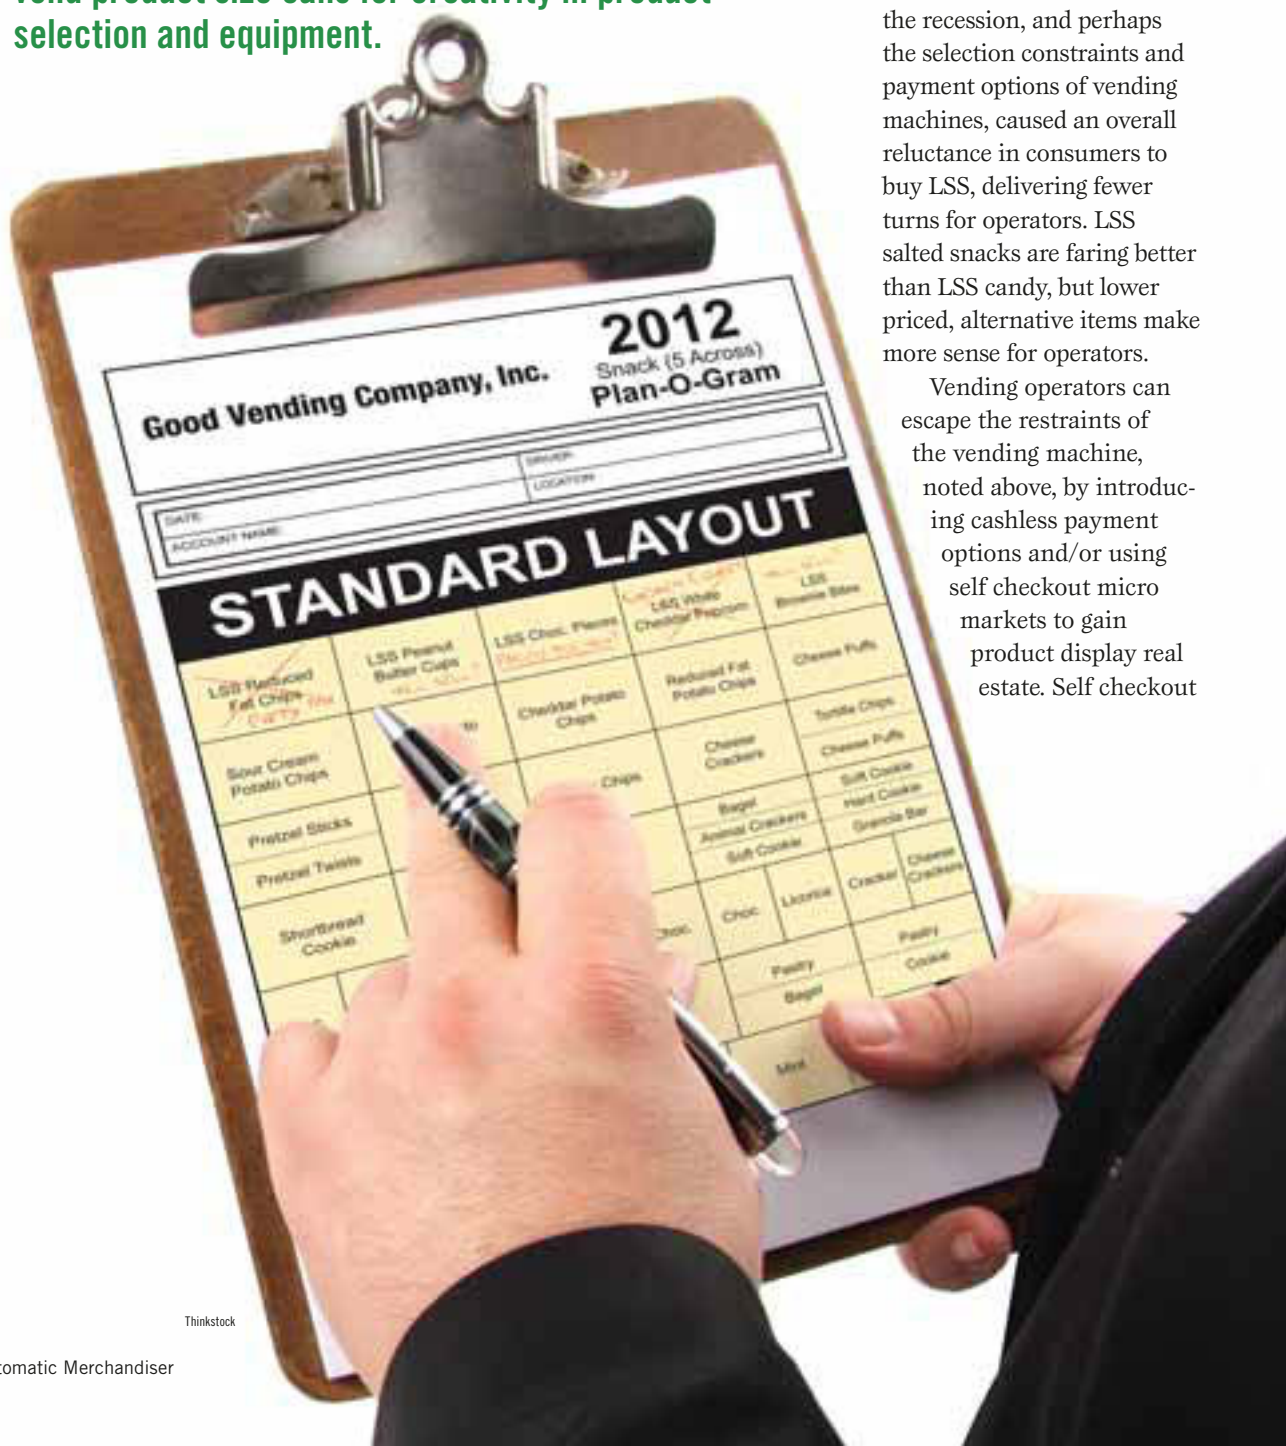 vend product size calls for creativity in product
selection and equipment.
the recession, and perhaps
the selection constraints and
payment options of vending
machines, caused an overall
reluctance in consumers to
buy LSS, delivering fewer
turns for operators. LSS
salted snacks are faring better
than LSS candy, but lower
priced, alternative items make
more sense for operators.
Vending operators can
escape the restraints of
the vending machine,
noted above, by introduc-
ing cashless payment
options and/or using
self checkout micro
markets to gain
product display real
estate. Self checkout
Good Vending Company, Inc.
2012
Snack (5 Across)
Plan-O-Gram
DATE:
DRIVER:
ACCOUNT NAME:
LOCATION:
STANDARD LAYOUT
LSS Reduced
Fat Chips
LSS Peanut
Butter Cups
LSS Choc. Pieces
LSS White
Cheddar Popcorn
LSS
Brownie Bites
Sour Cream
Potato Chips
to
Cheddar Potato
Chips
Reduced Fat
Potato Chips
Cheese Puffs
Pretzel Sticks
Pretzel Twists
Chips
Cheese
Crackers
Tortilla Chips
Cheese Puffs
Shortbread
Cookie
Bagel
Animal Crackers
Soft Cookie
Soft Cookie
Hard Cookie
Granola Bar
Choc.
Choc.
Licorice
Cracker
Cheese
Crackers
Pastry
Bagel
Pastry
Cookie
Mint
Thinkstock
tomatic Merchandiser